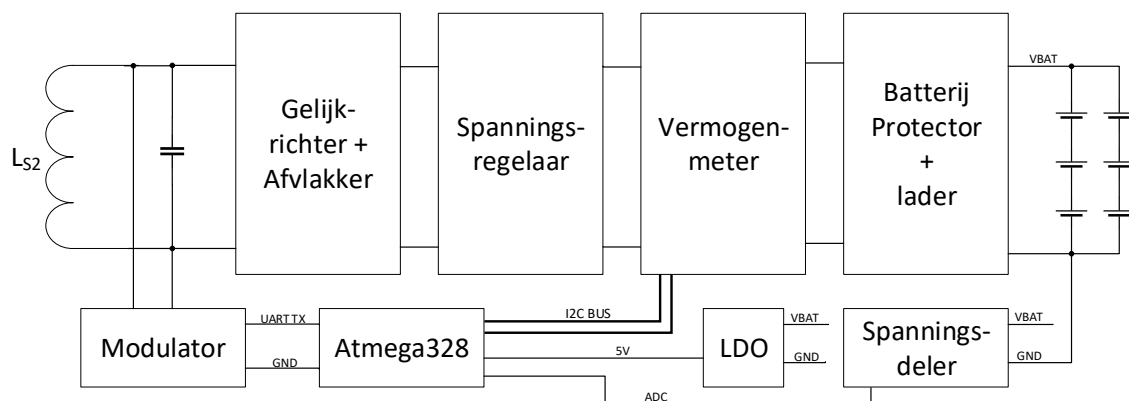 LS2
Gelijk-
richter +
Afvlakker
Spannings-
regelaar
Vermogen-
meter
Batterij
Protector
+
lader
VBAT
Modulator
UART TX
GND
Atmega328
I2C BUS
5V
ADC
LDO
VBAT
GND
Spannings-
deler
VBAT
GND